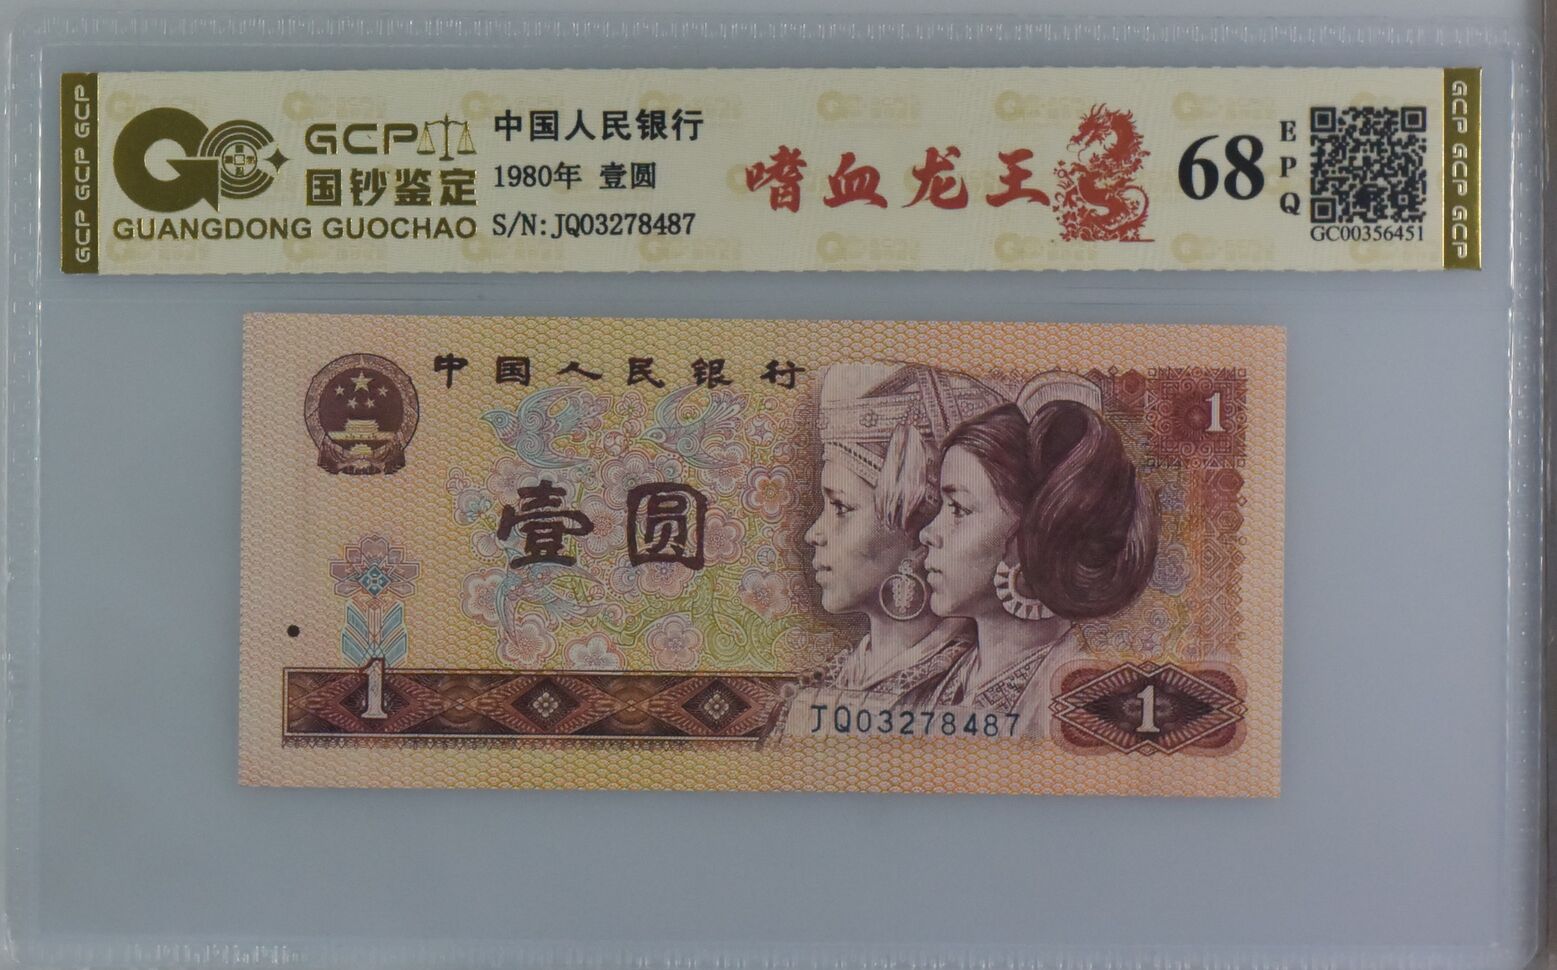 GCP GCP GCP
GCP
国钞鉴定
GUANGDONG GUOCHAO
中国人民银行
1980年 壹圆
S/N:JQ03278487
嗜血龙王
68
EPQ
GC00356451
GCP GCP GCP
中国人民银行
1
壹圆
1
JQ03278487
1